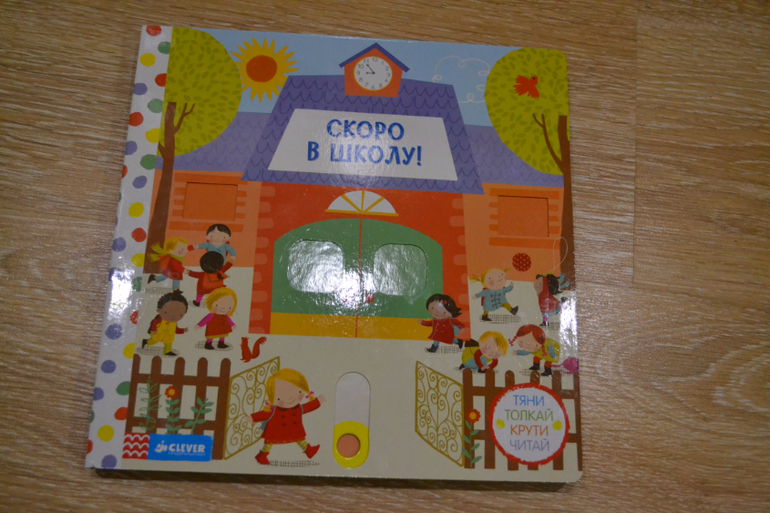 СКОРО
В ШКОЛУ!
ТЯНИ
ТОЛКАЙ
КРУТИ
ЧИТАЙ
CLEVER